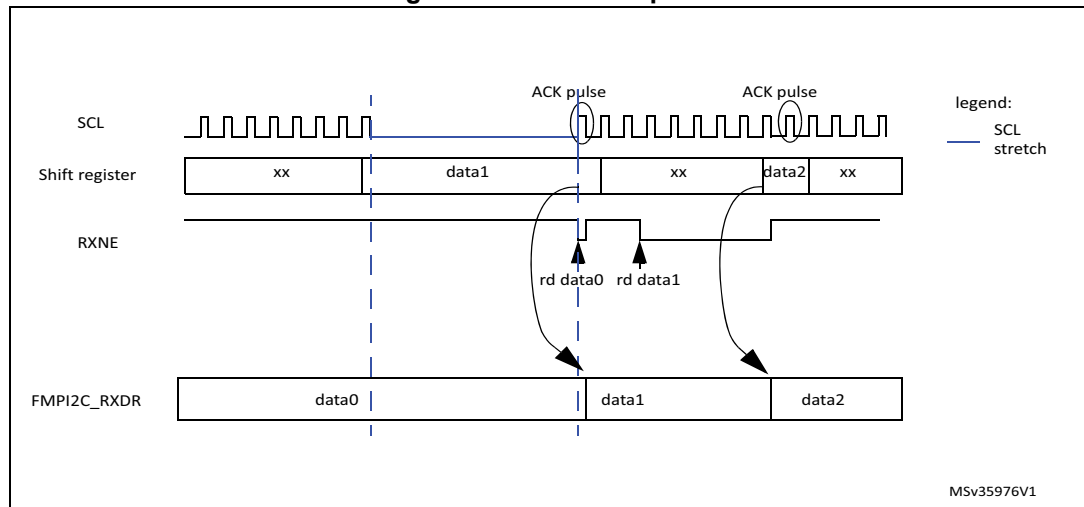 ACK pulse ACK pulse
legend:
SCL
SCL
stretch
Shift register xx data1 xx data2 xx
RXNE
rd data0 rd data1
FMPI2C_RXDR data0 data1 data2
MSv35976V1